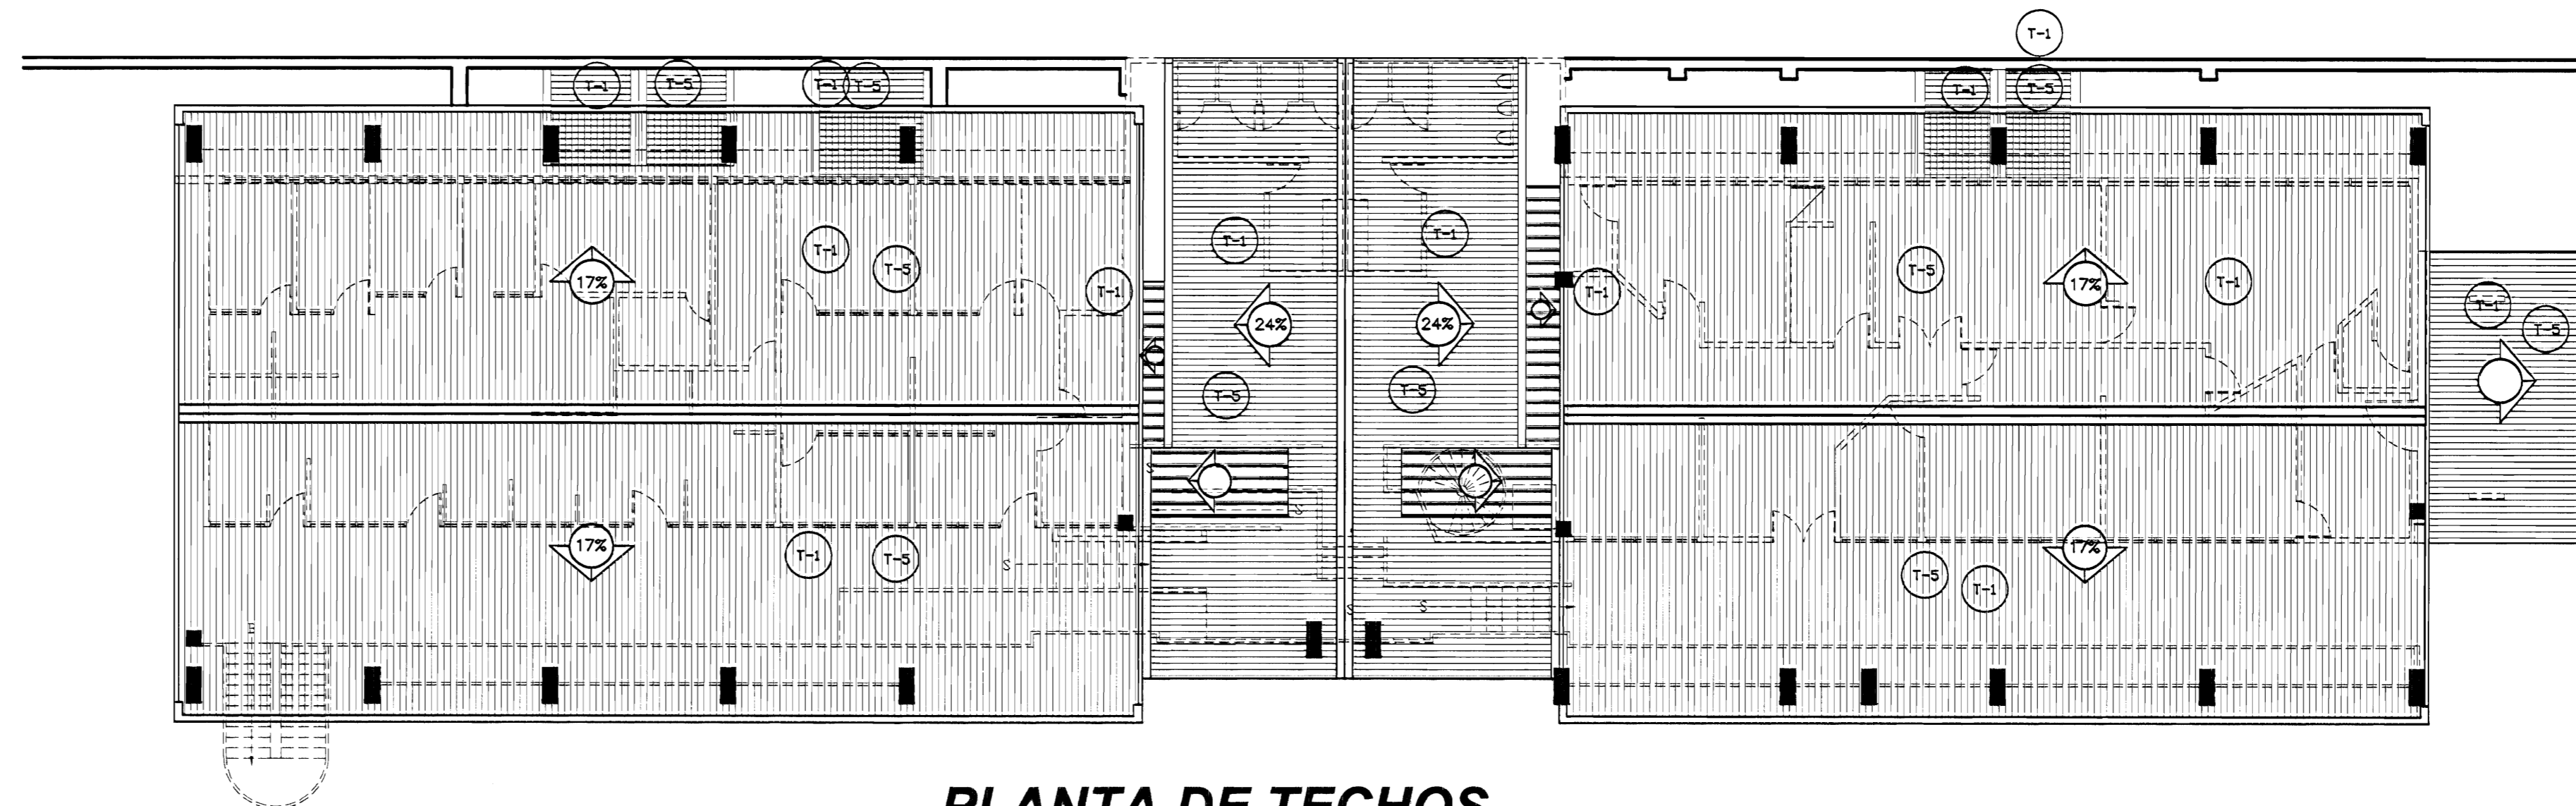 T-1
T-1 T-5 T-1 T-5 T-1 T-5
T-1 T-1
T-1 T-5 T-5 T-1
17% T-1 T-1 17%
24% 24% T-1 T-5
T-5 T-5
S
S
17% T-1 T-5 S T-5 T-1 17%
S S
B
PLANTA DE TECHOS